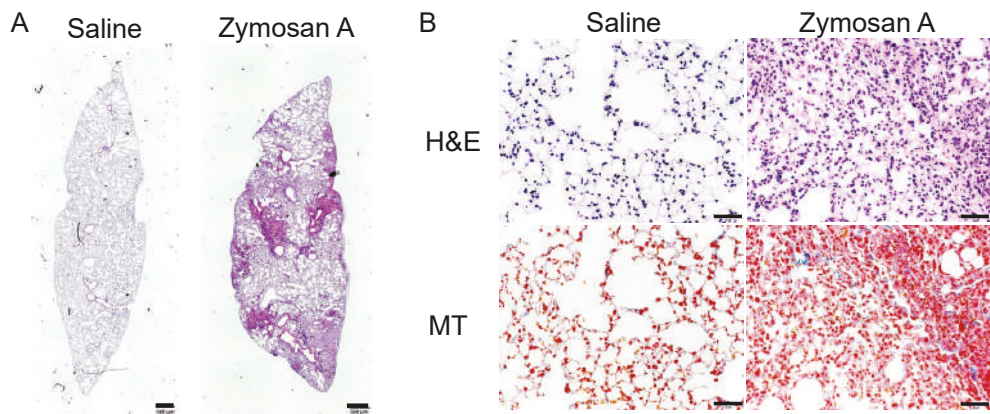 A
Saline
Zymosan A
B
Saline
Zymosan A
H&E
MT